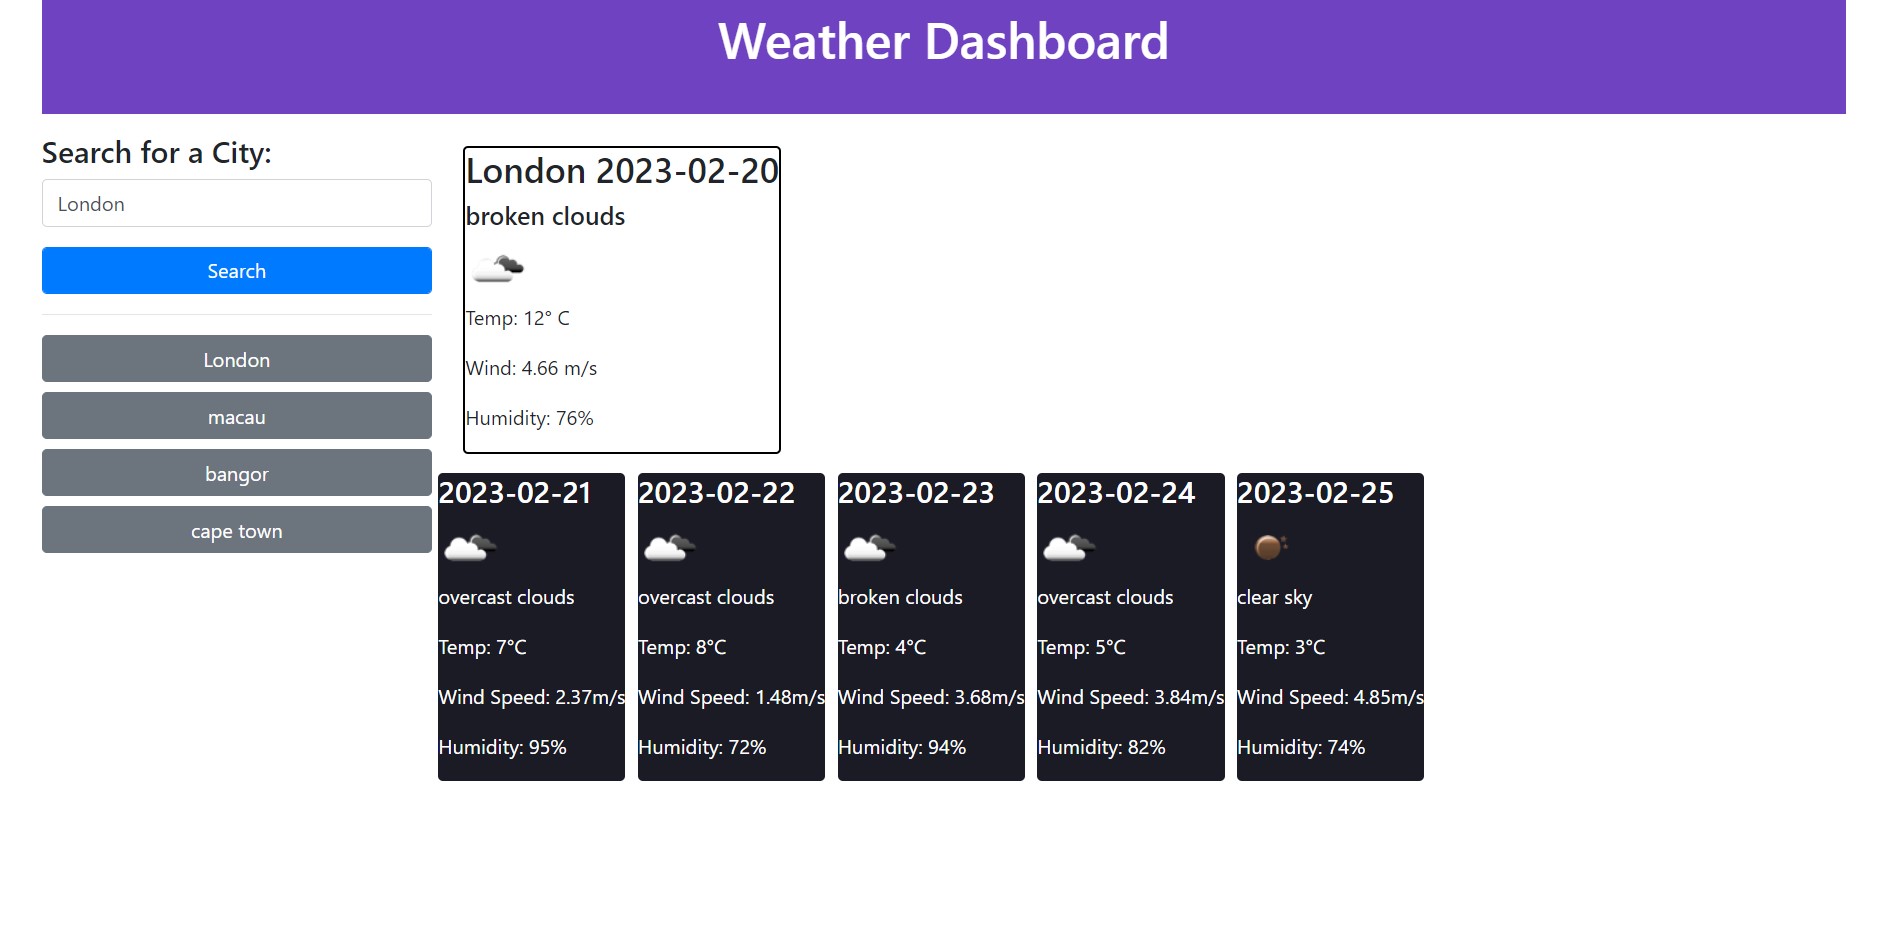 Weather Dashboard
Search for a City:
London
Search
London
macau
bangor
cape town
London 2023-02-20
broken clouds
Temp: 12° C
Wind: 4.66 m/s
Humidity: 76%
2023-02-21
overcast clouds
Temp: 7°C
Wind Speed: 2.37m/s
Humidity: 95%
2023-02-22
overcast clouds
Temp: 8°C
Wind Speed: 1.48m/s
Humidity: 72%
2023-02-23
broken clouds
Temp: 4°C
Wind Speed: 3.68m/s
Humidity: 94%
2023-02-24
overcast clouds
Temp: 5°C
Wind Speed: 3.84m/s
Humidity: 82%
2023-02-25
clear sky
Temp: 3°C
Wind Speed: 4.85m/s
Humidity: 74%